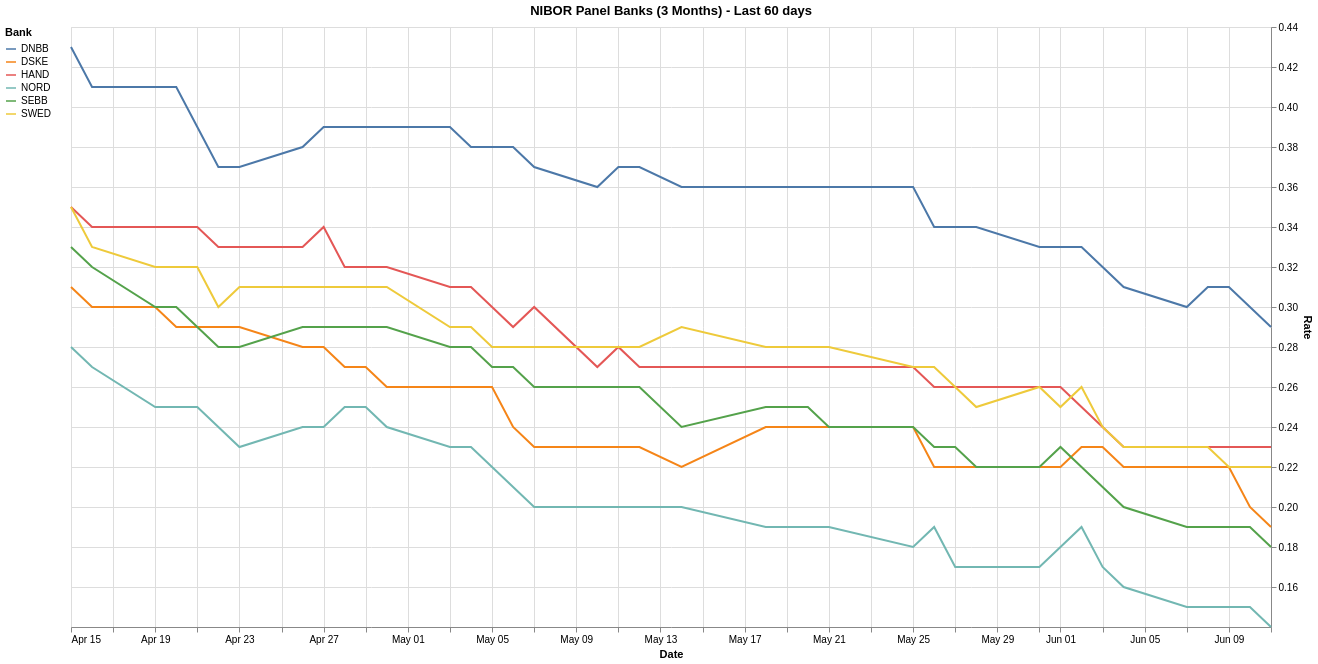 NIBOR Panel Banks (3 Months) - Last 60 days
Bank
DNBB
DSKE
HAND
NORD
SEBB
SWED
0.44
0.42
0.40
0.38
0.36
0.34
0.32
0.30
0.28
0.26
0.24
0.22
0.20
0.18
0.16
Rate
Apr 15 Apr 19 Apr 23 Apr 27 May 01 May 05 May 09 May 13 May 17 May 21 May 25 May 29 Jun 01 Jun 05 Jun 09
Date